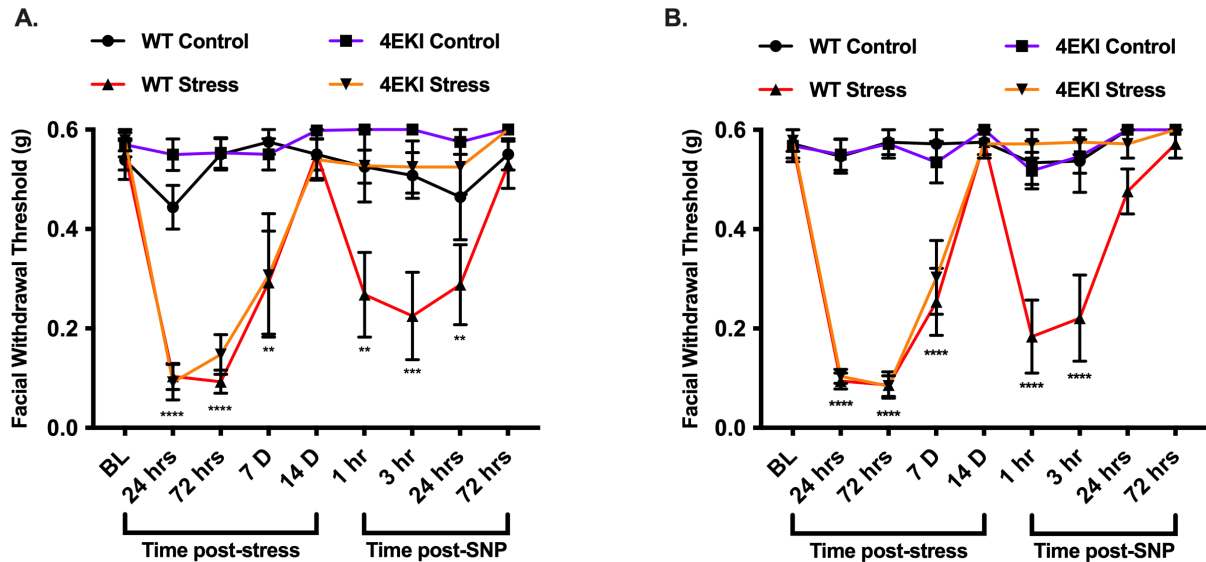 A.
WT Control
4EKI Control
WT Stress
4EKI Stress
Facial Withdrawal Threshold (g)
0.6
0.4
0.2
0.0
**** **** ** ** *** **
BL 24 hrs 72 hrs 7 D 14 D 1 hr 3 hr 24 hrs 72 hrs
Time post-stress Time post-SNP
B.
WT Control
4EKI Control
WT Stress
4EKI Stress
Facial Withdrawal Threshold (g)
0.6
0.4
0.2
0.0
**** **** **** **** ****
BL 24 hrs 72 hrs 7 D 14 D 1 hr 3 hr 24 hrs 72 hrs
Time post-stress Time post-SNP